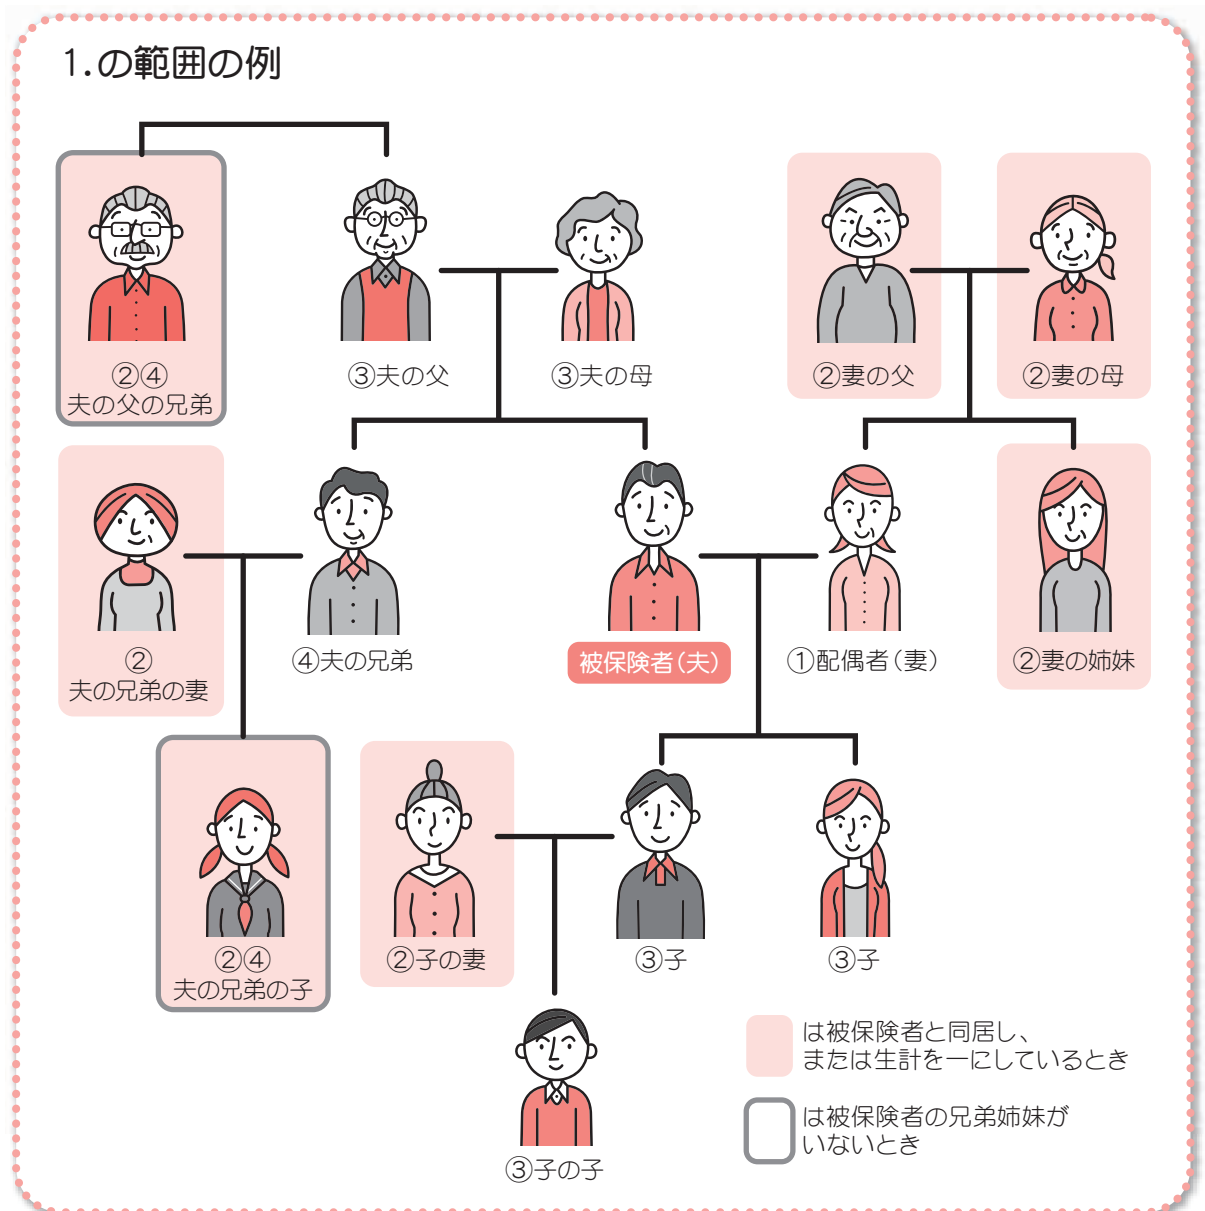 1.の範囲の例
②④
夫の父の兄弟
③夫の父
③夫の母
②妻の父
②妻の母
②
夫の兄弟の妻
④夫の兄弟
被保険者(夫)
①配偶者(妻)
②妻の姉妹
②④
夫の兄弟の子
②子の妻
③子
③子
③子の子
は被保険者と同居し、
または生計を一にしているとき
は被保険者の兄弟姉妹が
いないとき